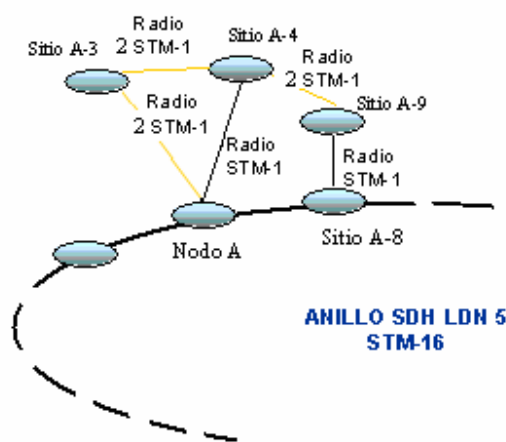 Radio
2 STM-1
Sitio A-3
Sitio A-4
Radio
2 STM-1
Sitio A-9
Radio
2 STM-1
Radio
STM-1
Radio
STM-1
Nodo A
Sitio A-8
ANILLO SDH LDN 5
STM-16